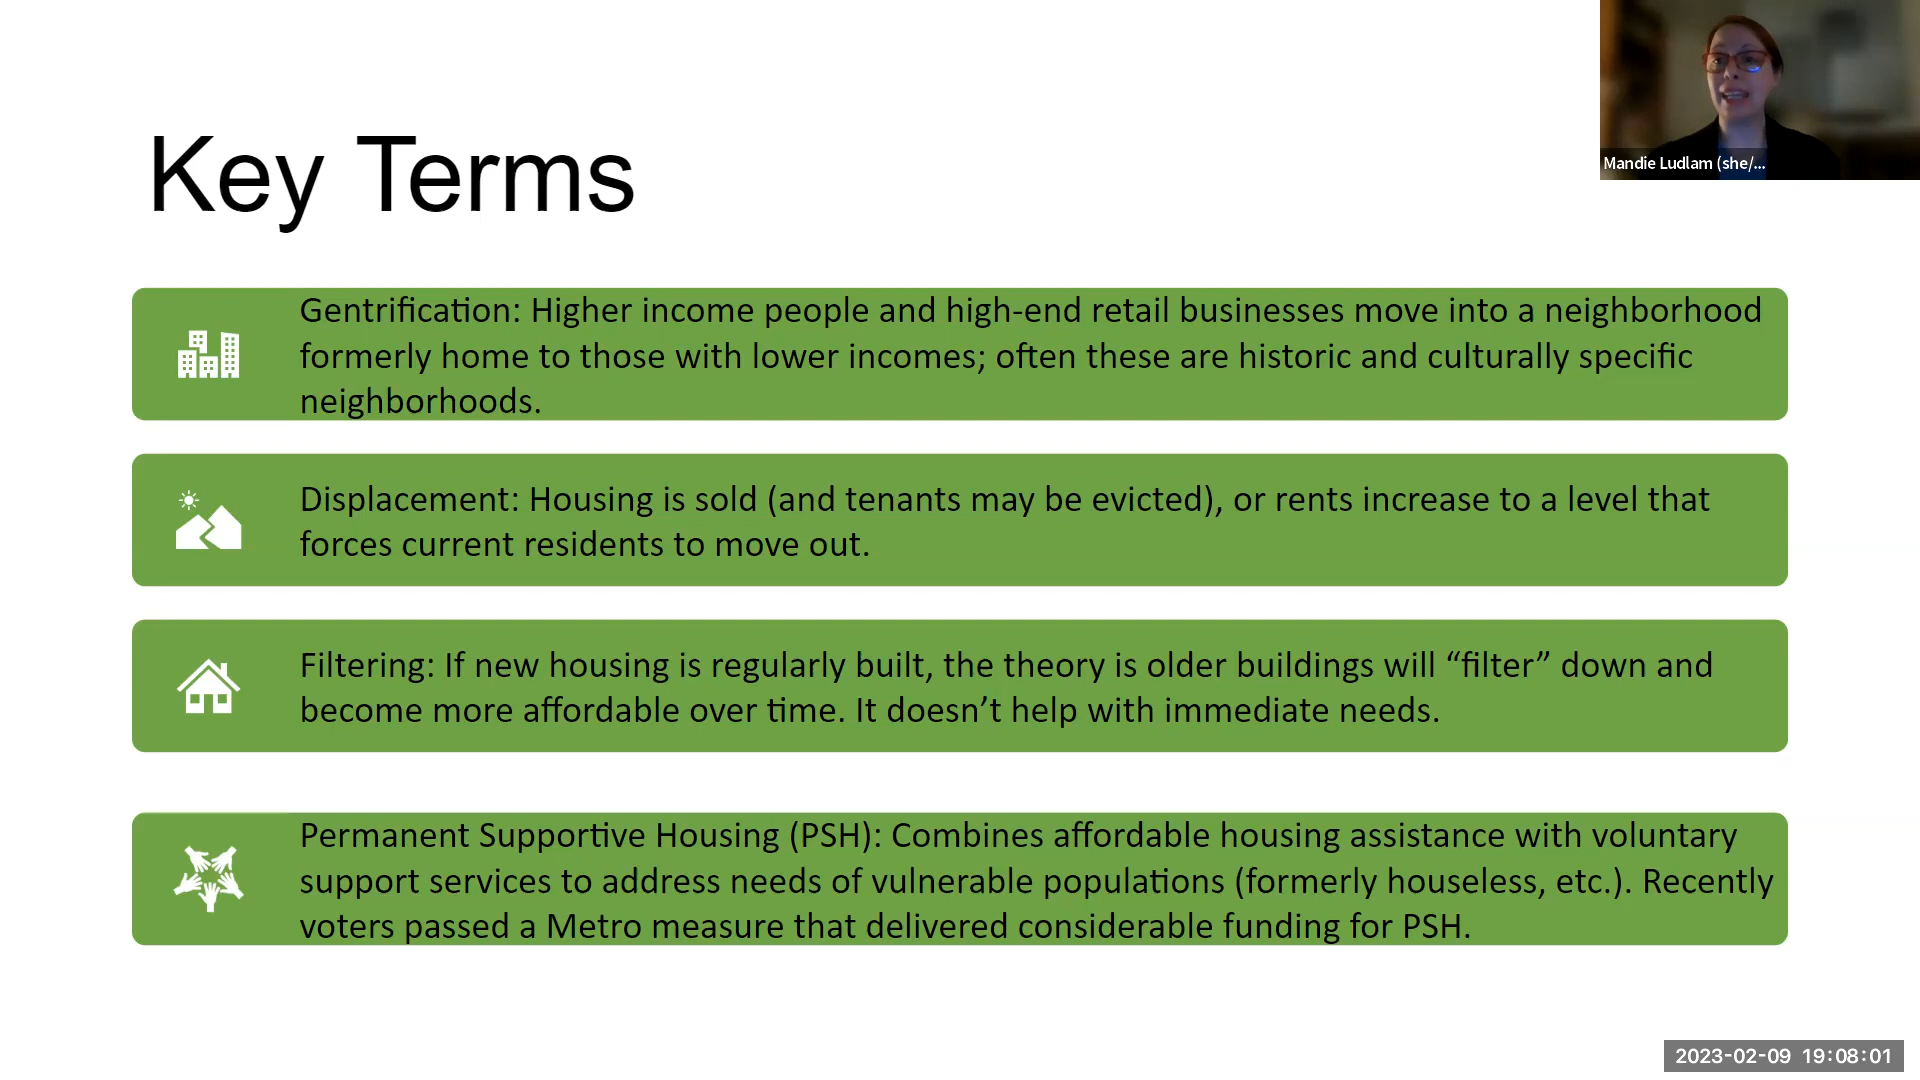 Mandie Ludlam (she/...
Key Terms
Gentrification: Higher income people and high-end retail businesses move into a neighborhood
formerly home to those with lower incomes; often these are historic and culturally specific
neighborhoods.
Displacement: Housing is sold (and tenants may be evicted), or rents increase to a level that
forces current residents to move out.
Filtering: If new housing is regularly built, the theory is older buildings will “filter” down and
become more affordable over time. It doesn’t help with immediate needs.
Permanent Supportive Housing (PSH): Combines affordable housing assistance with voluntary
support services to address needs of vulnerable populations (formerly houseless, etc.). Recently
voters passed a Metro measure that delivered considerable funding for PSH.
2023-02-09 19:08:01